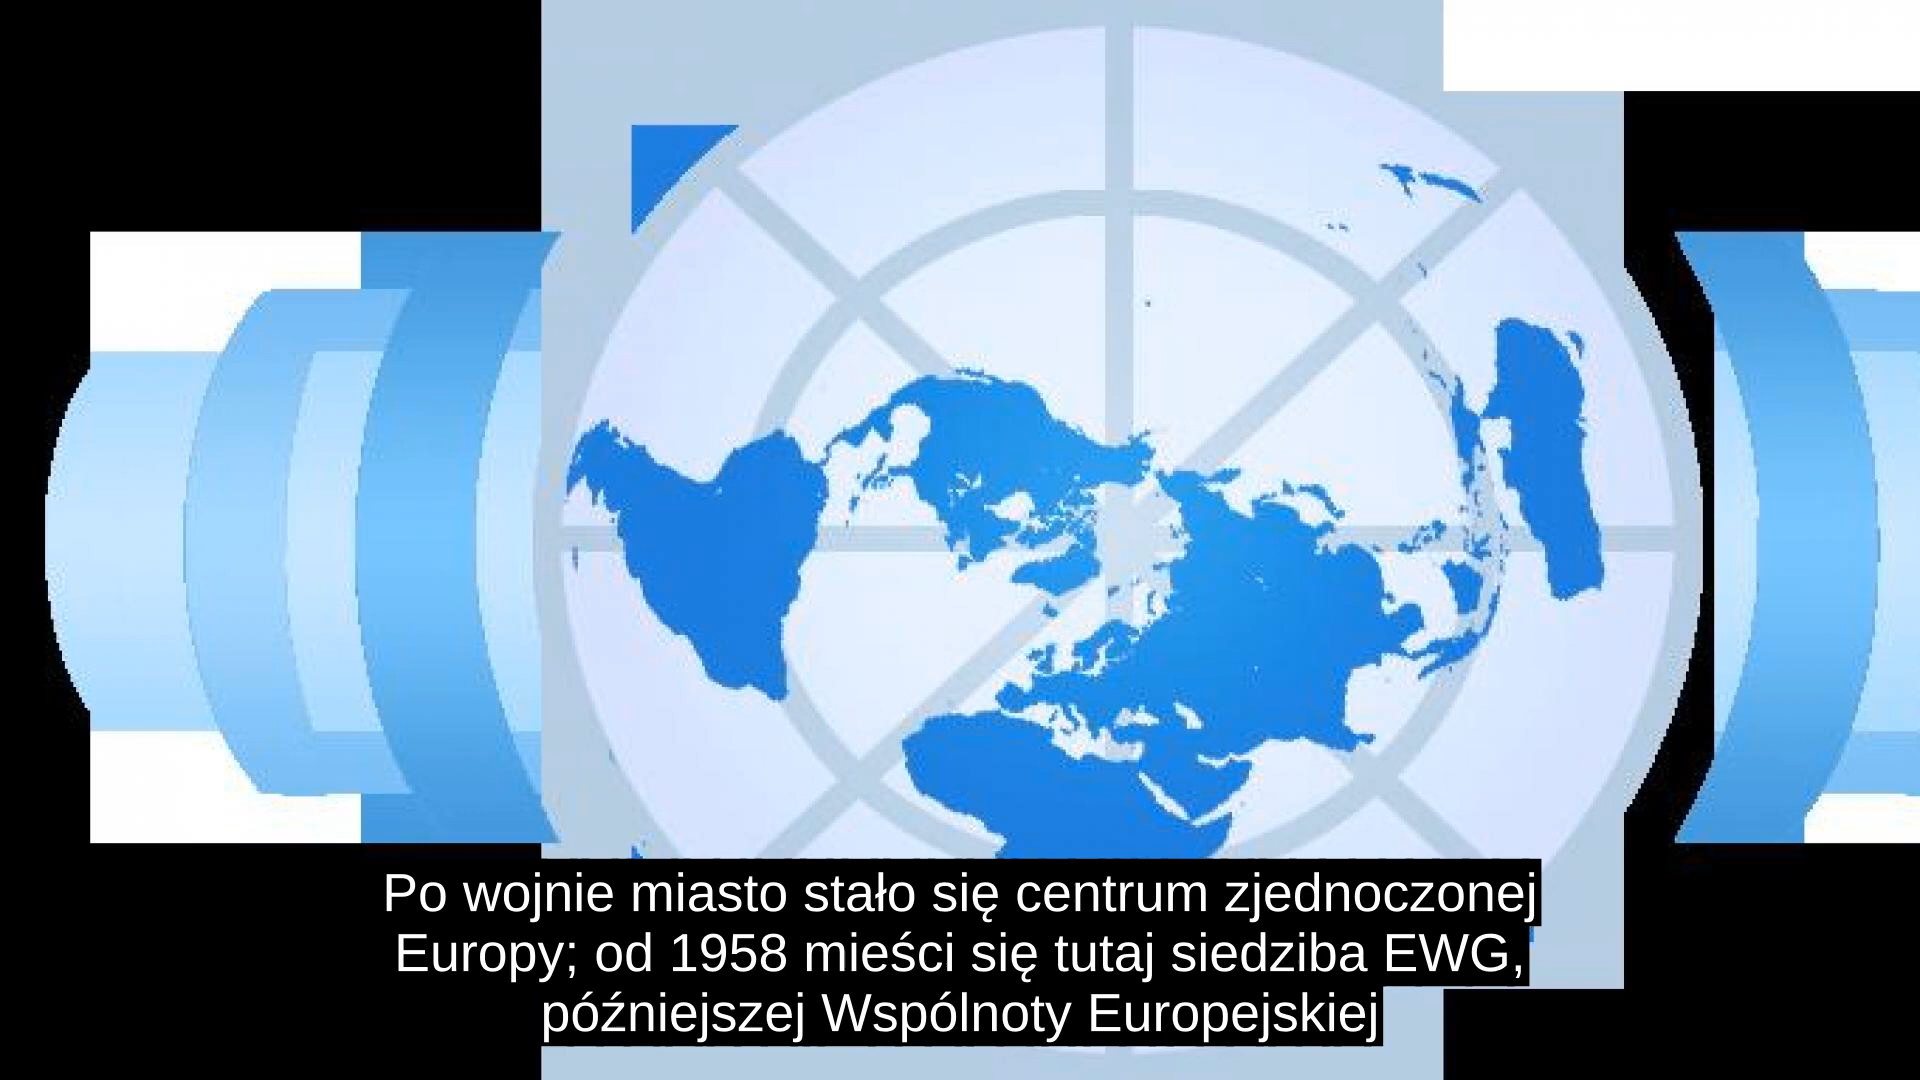 Po wojnie miasto stało się centrum zjednoczonej
Europy; od 1958 mieści się tutaj siedziba EWG,
późniejszej Wspólnoty Europejskiej